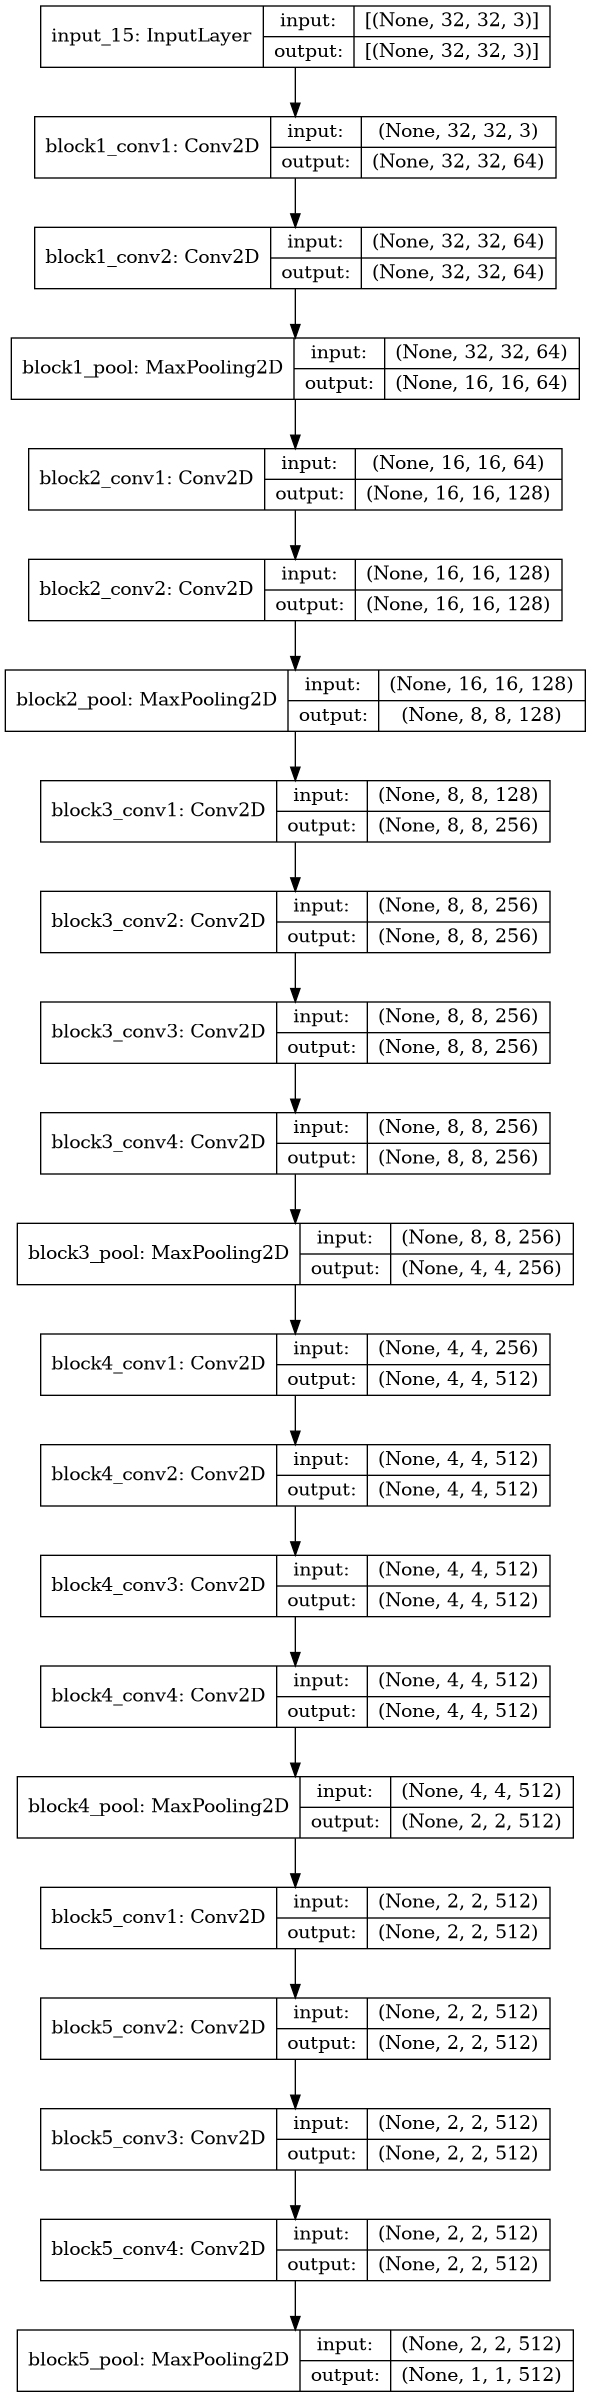 input_15: InputLayer
input:
[(None, 32, 32, 3)]
output:
[(None, 32, 32, 3)]
block1_conv1: Conv2D
input:
(None, 32, 32, 3)
output:
(None, 32, 32, 64)
block1_conv2: Conv2D
input:
(None, 32, 32, 64)
output:
(None, 32, 32, 64)
block1_pool: MaxPooling2D
input:
(None, 32, 32, 64)
output:
(None, 16, 16, 64)
block2_conv1: Conv2D
input:
(None, 16, 16, 64)
output:
(None, 16, 16, 128)
block2_conv2: Conv2D
input:
(None, 16, 16, 128)
output:
(None, 16, 16, 128)
block2_pool: MaxPooling2D
input:
(None, 16, 16, 128)
output:
(None, 8, 8, 128)
block3_conv1: Conv2D
input:
(None, 8, 8, 128)
output:
(None, 8, 8, 256)
block3_conv2: Conv2D
input:
(None, 8, 8, 256)
output:
(None, 8, 8, 256)
block3_conv3: Conv2D
input:
(None, 8, 8, 256)
output:
(None, 8, 8, 256)
block3_conv4: Conv2D
input:
(None, 8, 8, 256)
output:
(None, 8, 8, 256)
block3_pool: MaxPooling2D
input:
(None, 8, 8, 256)
output:
(None, 4, 4, 256)
block4_conv1: Conv2D
input:
(None, 4, 4, 256)
output:
(None, 4, 4, 512)
block4_conv2: Conv2D
input:
(None, 4, 4, 512)
output:
(None, 4, 4, 512)
block4_conv3: Conv2D
input:
(None, 4, 4, 512)
output:
(None, 4, 4, 512)
block4_conv4: Conv2D
input:
(None, 4, 4, 512)
output:
(None, 4, 4, 512)
block4_pool: MaxPooling2D
input:
(None, 4, 4, 512)
output:
(None, 2, 2, 512)
block5_conv1: Conv2D
input:
(None, 2, 2, 512)
output:
(None, 2, 2, 512)
block5_conv2: Conv2D
input:
(None, 2, 2, 512)
output:
(None, 2, 2, 512)
block5_conv3: Conv2D
input:
(None, 2, 2, 512)
output:
(None, 2, 2, 512)
block5_conv4: Conv2D
input:
(None, 2, 2, 512)
output:
(None, 2, 2, 512)
block5_pool: MaxPooling2D
input:
(None, 2, 2, 512)
output:
(None, 1, 1, 512)